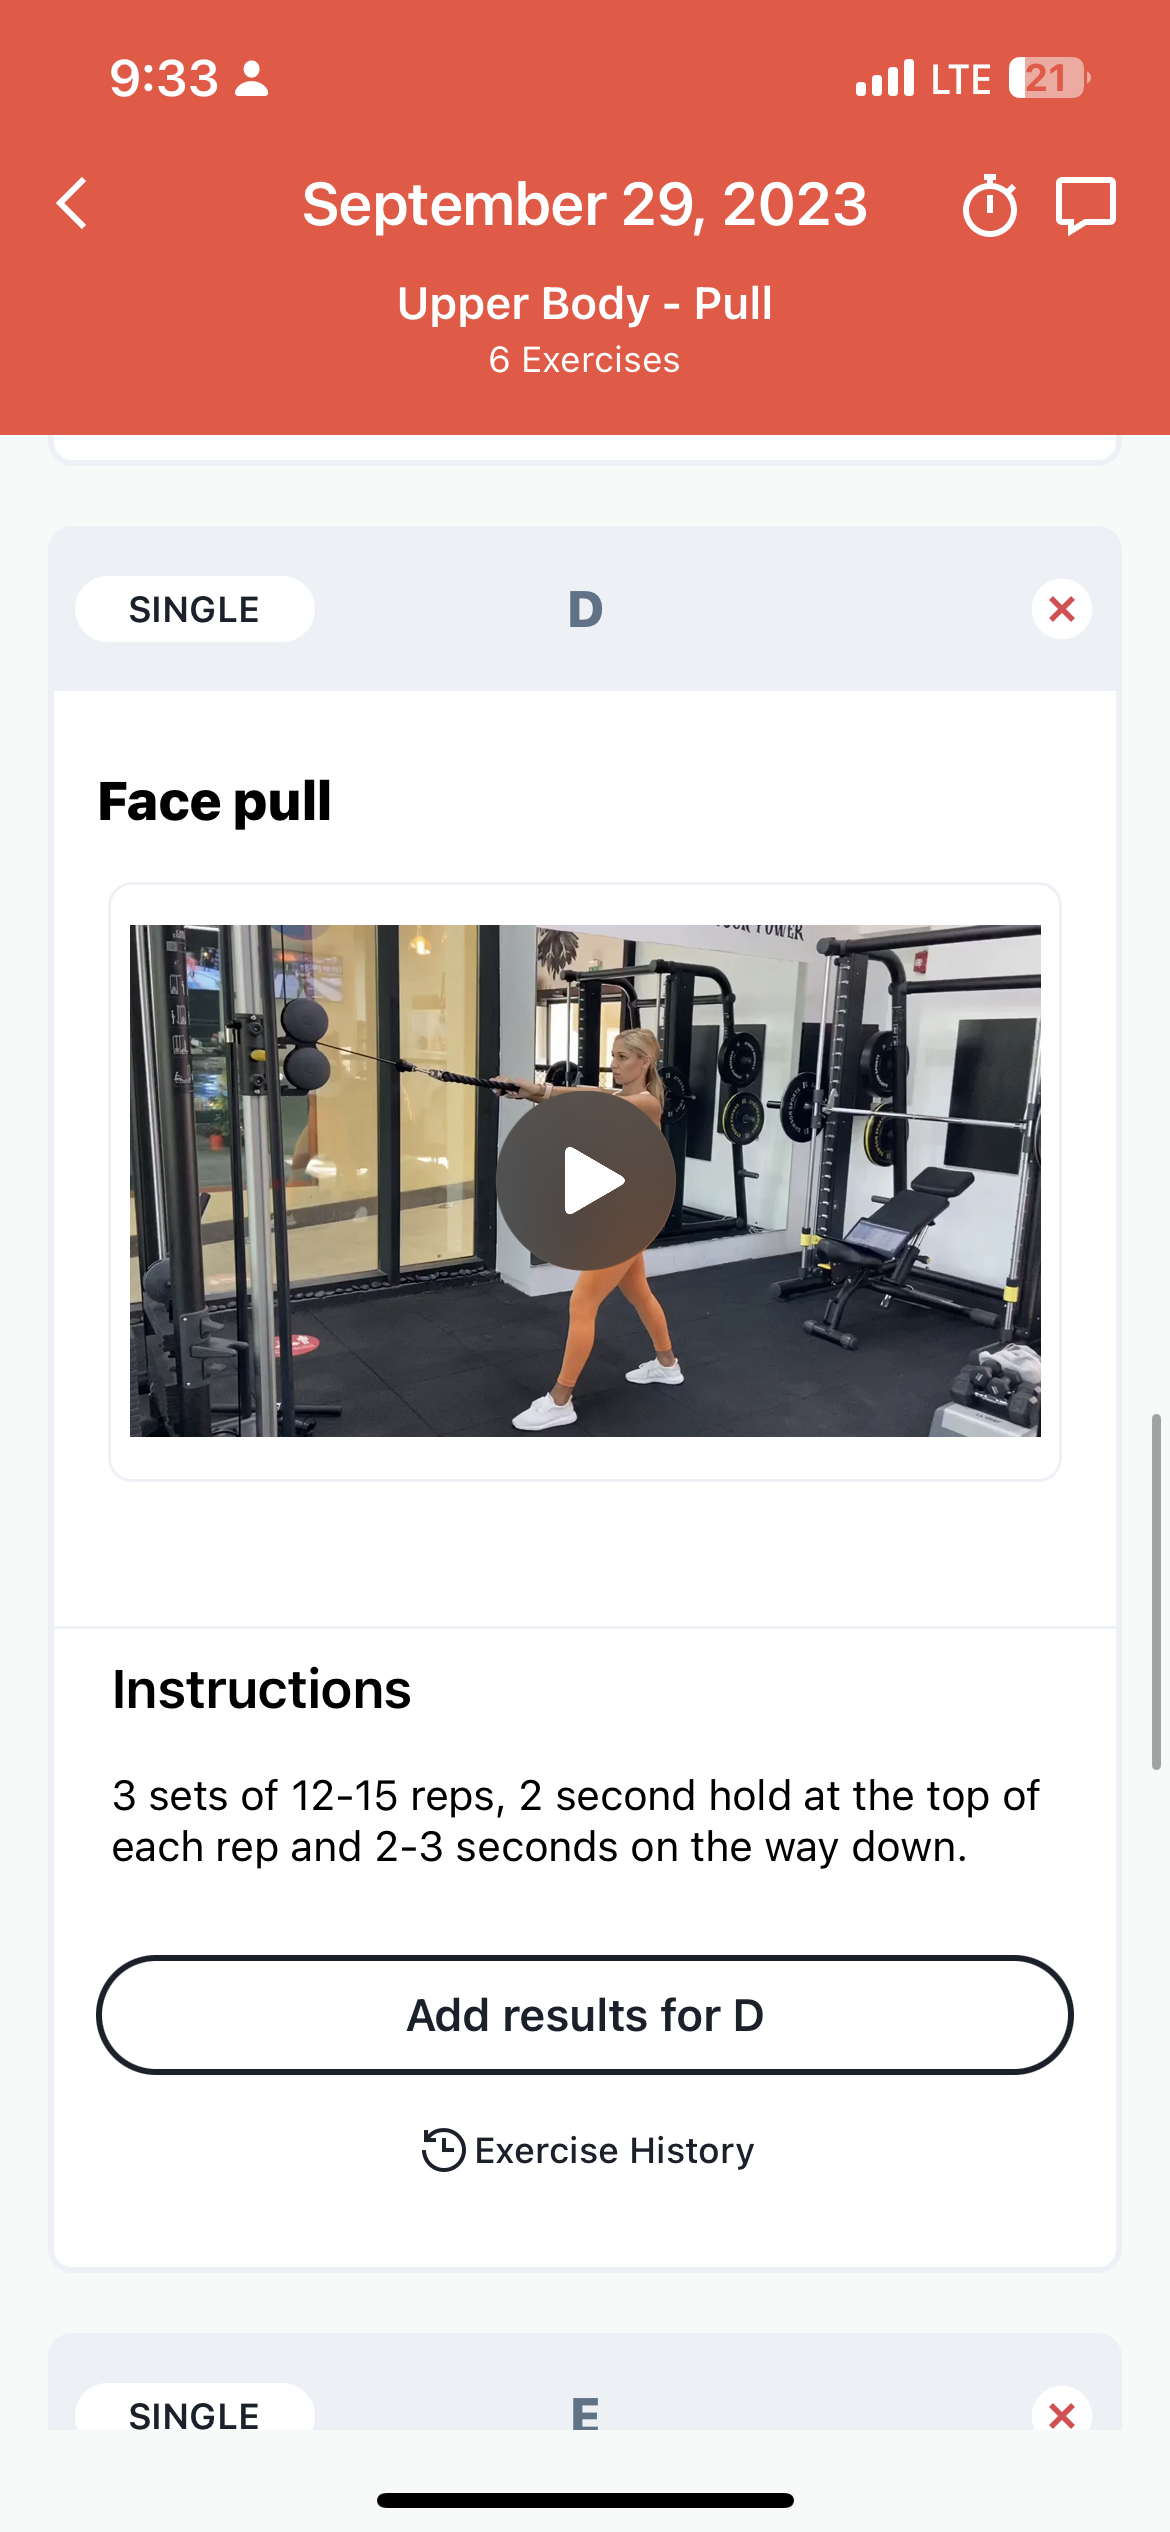 9:33
LTE
21
September 29, 2023
Upper Body - Pull
6 Exercises
SINGLE
D
Face pull
POWER
Instructions
3 sets of 12-15 reps, 2 second hold at the top of
each rep and 2-3 seconds on the way down.
Add results for D
Exercise History
SINGLE
E